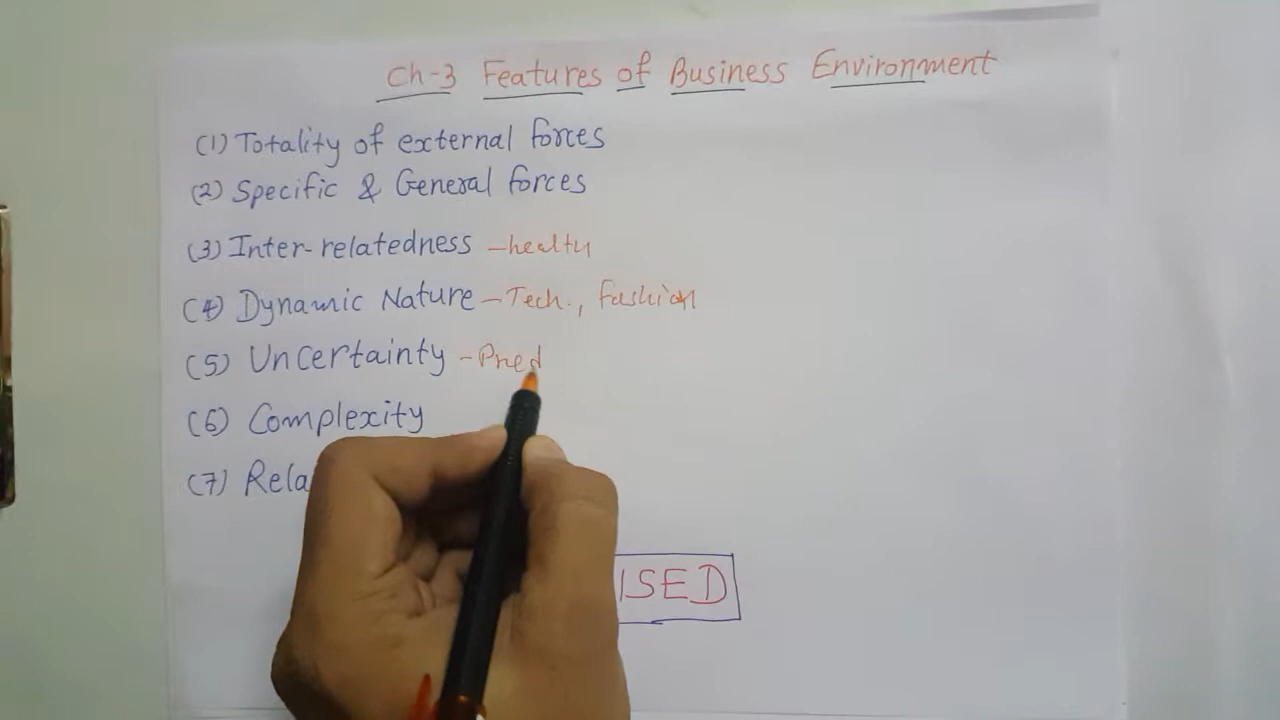 Ch-3 Features of Business Environment
(1) Totality of external forces
(2) Specific & General forces
(3) Inter-relatedness - health
(4) Dynamic Nature - Tech., Fashion
(5) Uncertainty - Pred
(6) Complexity
(7) Rela
ISED